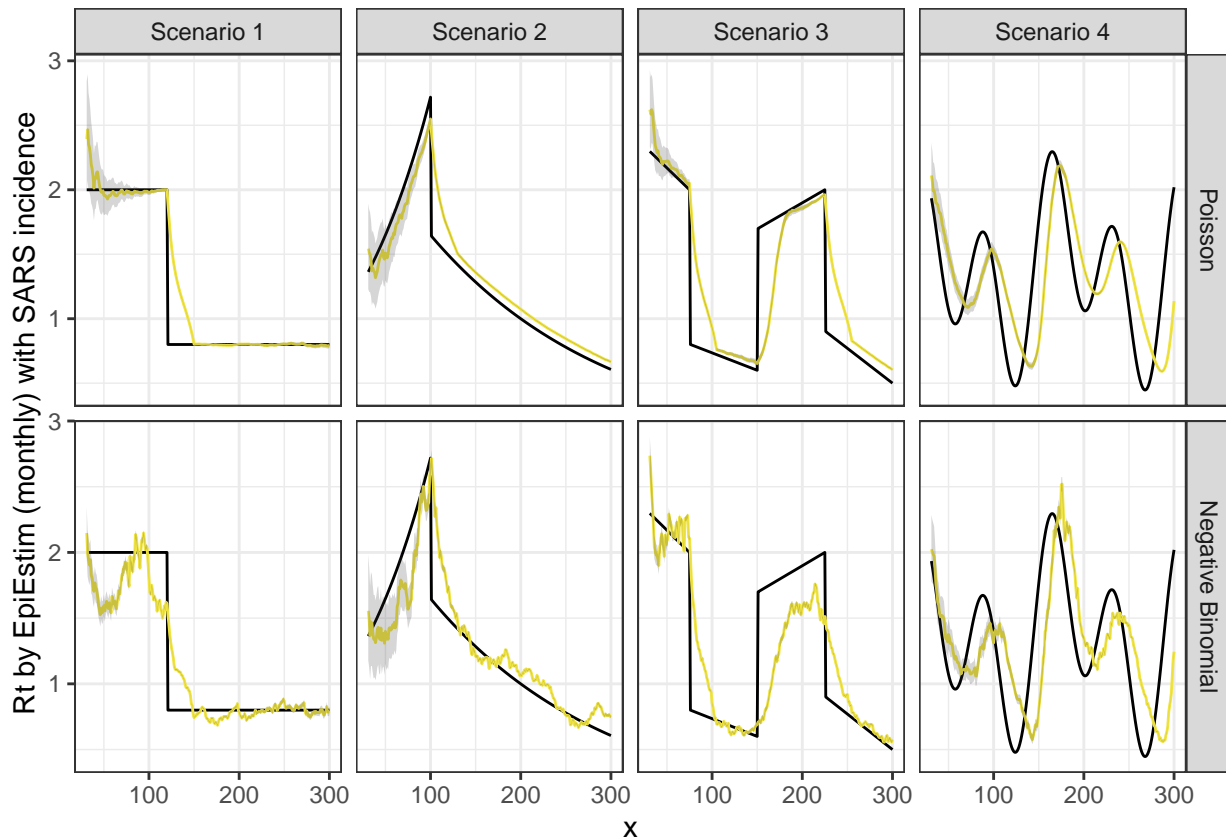 Scenario 1
Scenario 2
Scenario 3
Scenario 4
Rt by EpiEstim (monthly) with SARS incidence
3
2
1
Poisson
3
2
1
Negative Binomial
100
200
300
100
200
300
100
200
300
100
200
300
x